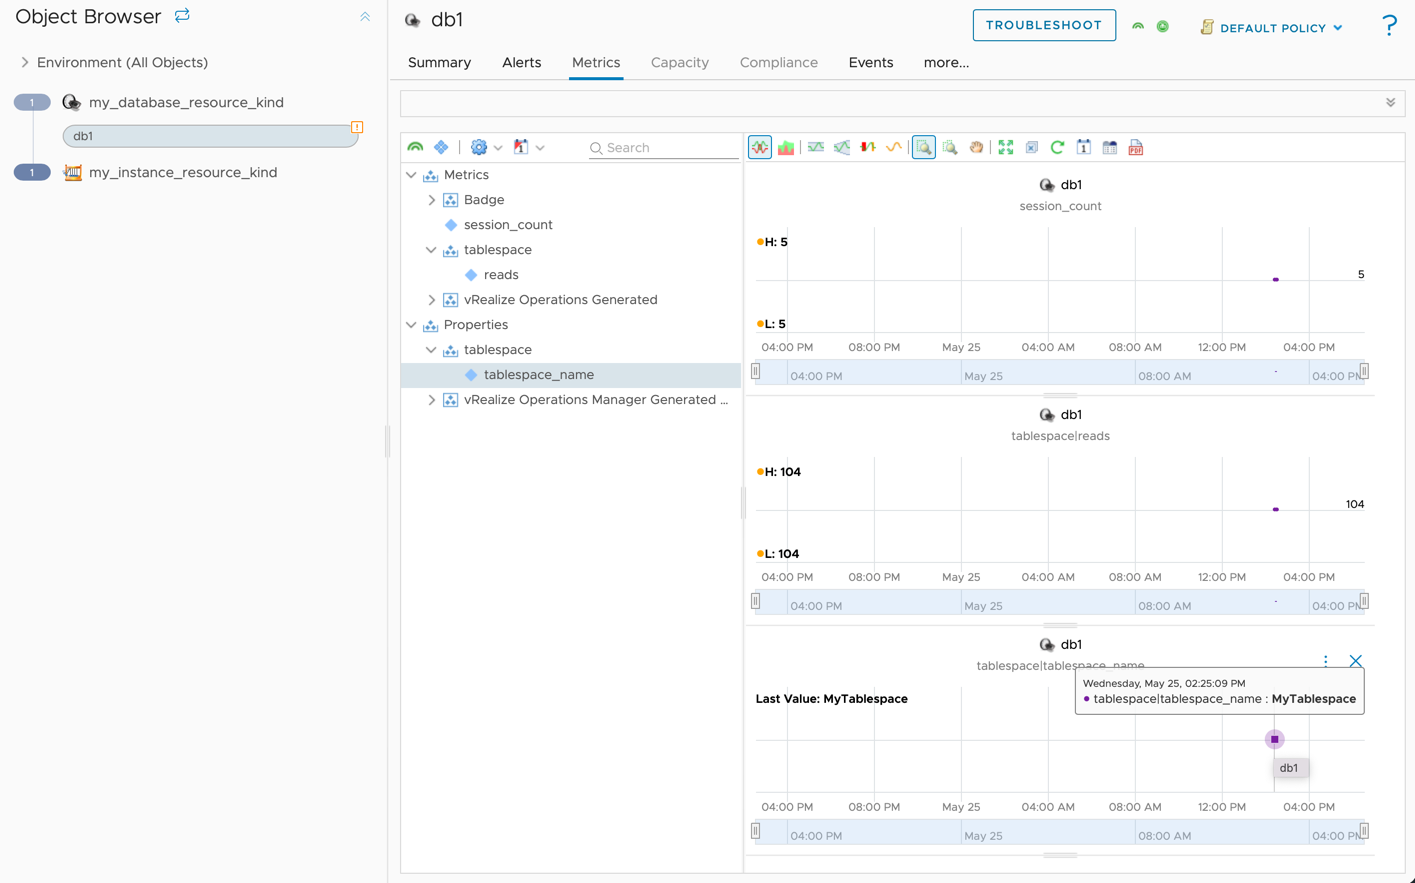 Object Browser
Environment (All Objects)
1
my_database_resource_kind
db1
1
my_instance_resource_kind
db1
TROUBLESHOOT
DEFAULT POLICY
?
Summary
Alerts
Metrics
Capacity
Compliance
Events
more...
Search
Metrics
Badge
session_count
tablespace
reads
vRealize Operations Generated
Properties
tablespace
tablespace_name
vRealize Operations Manager Generated ...
1
PDF
db1
session_count
H: 5
5
L: 5
04:00 PM 08:00 PM May 25 04:00 AM 08:00 AM 12:00 PM 04:00 PM
04:00 PM May 25 08:00 AM 04:00 PM
db1
tablespace|reads
H: 104
104
L: 104
04:00 PM 08:00 PM May 25 04:00 AM 08:00 AM 12:00 PM 04:00 PM
04:00 PM May 25 08:00 AM 04:00 PM
db1
tablespace|tablespace_name
Wednesday, May 25, 02:25:09 PM
tablespace|tablespace_name : MyTablespace
Last Value: MyTablespace
db1
04:00 PM 08:00 PM May 25 04:00 AM 08:00 AM 12:00 PM 04:00 PM
04:00 PM May 25 08:00 AM 04:00 PM